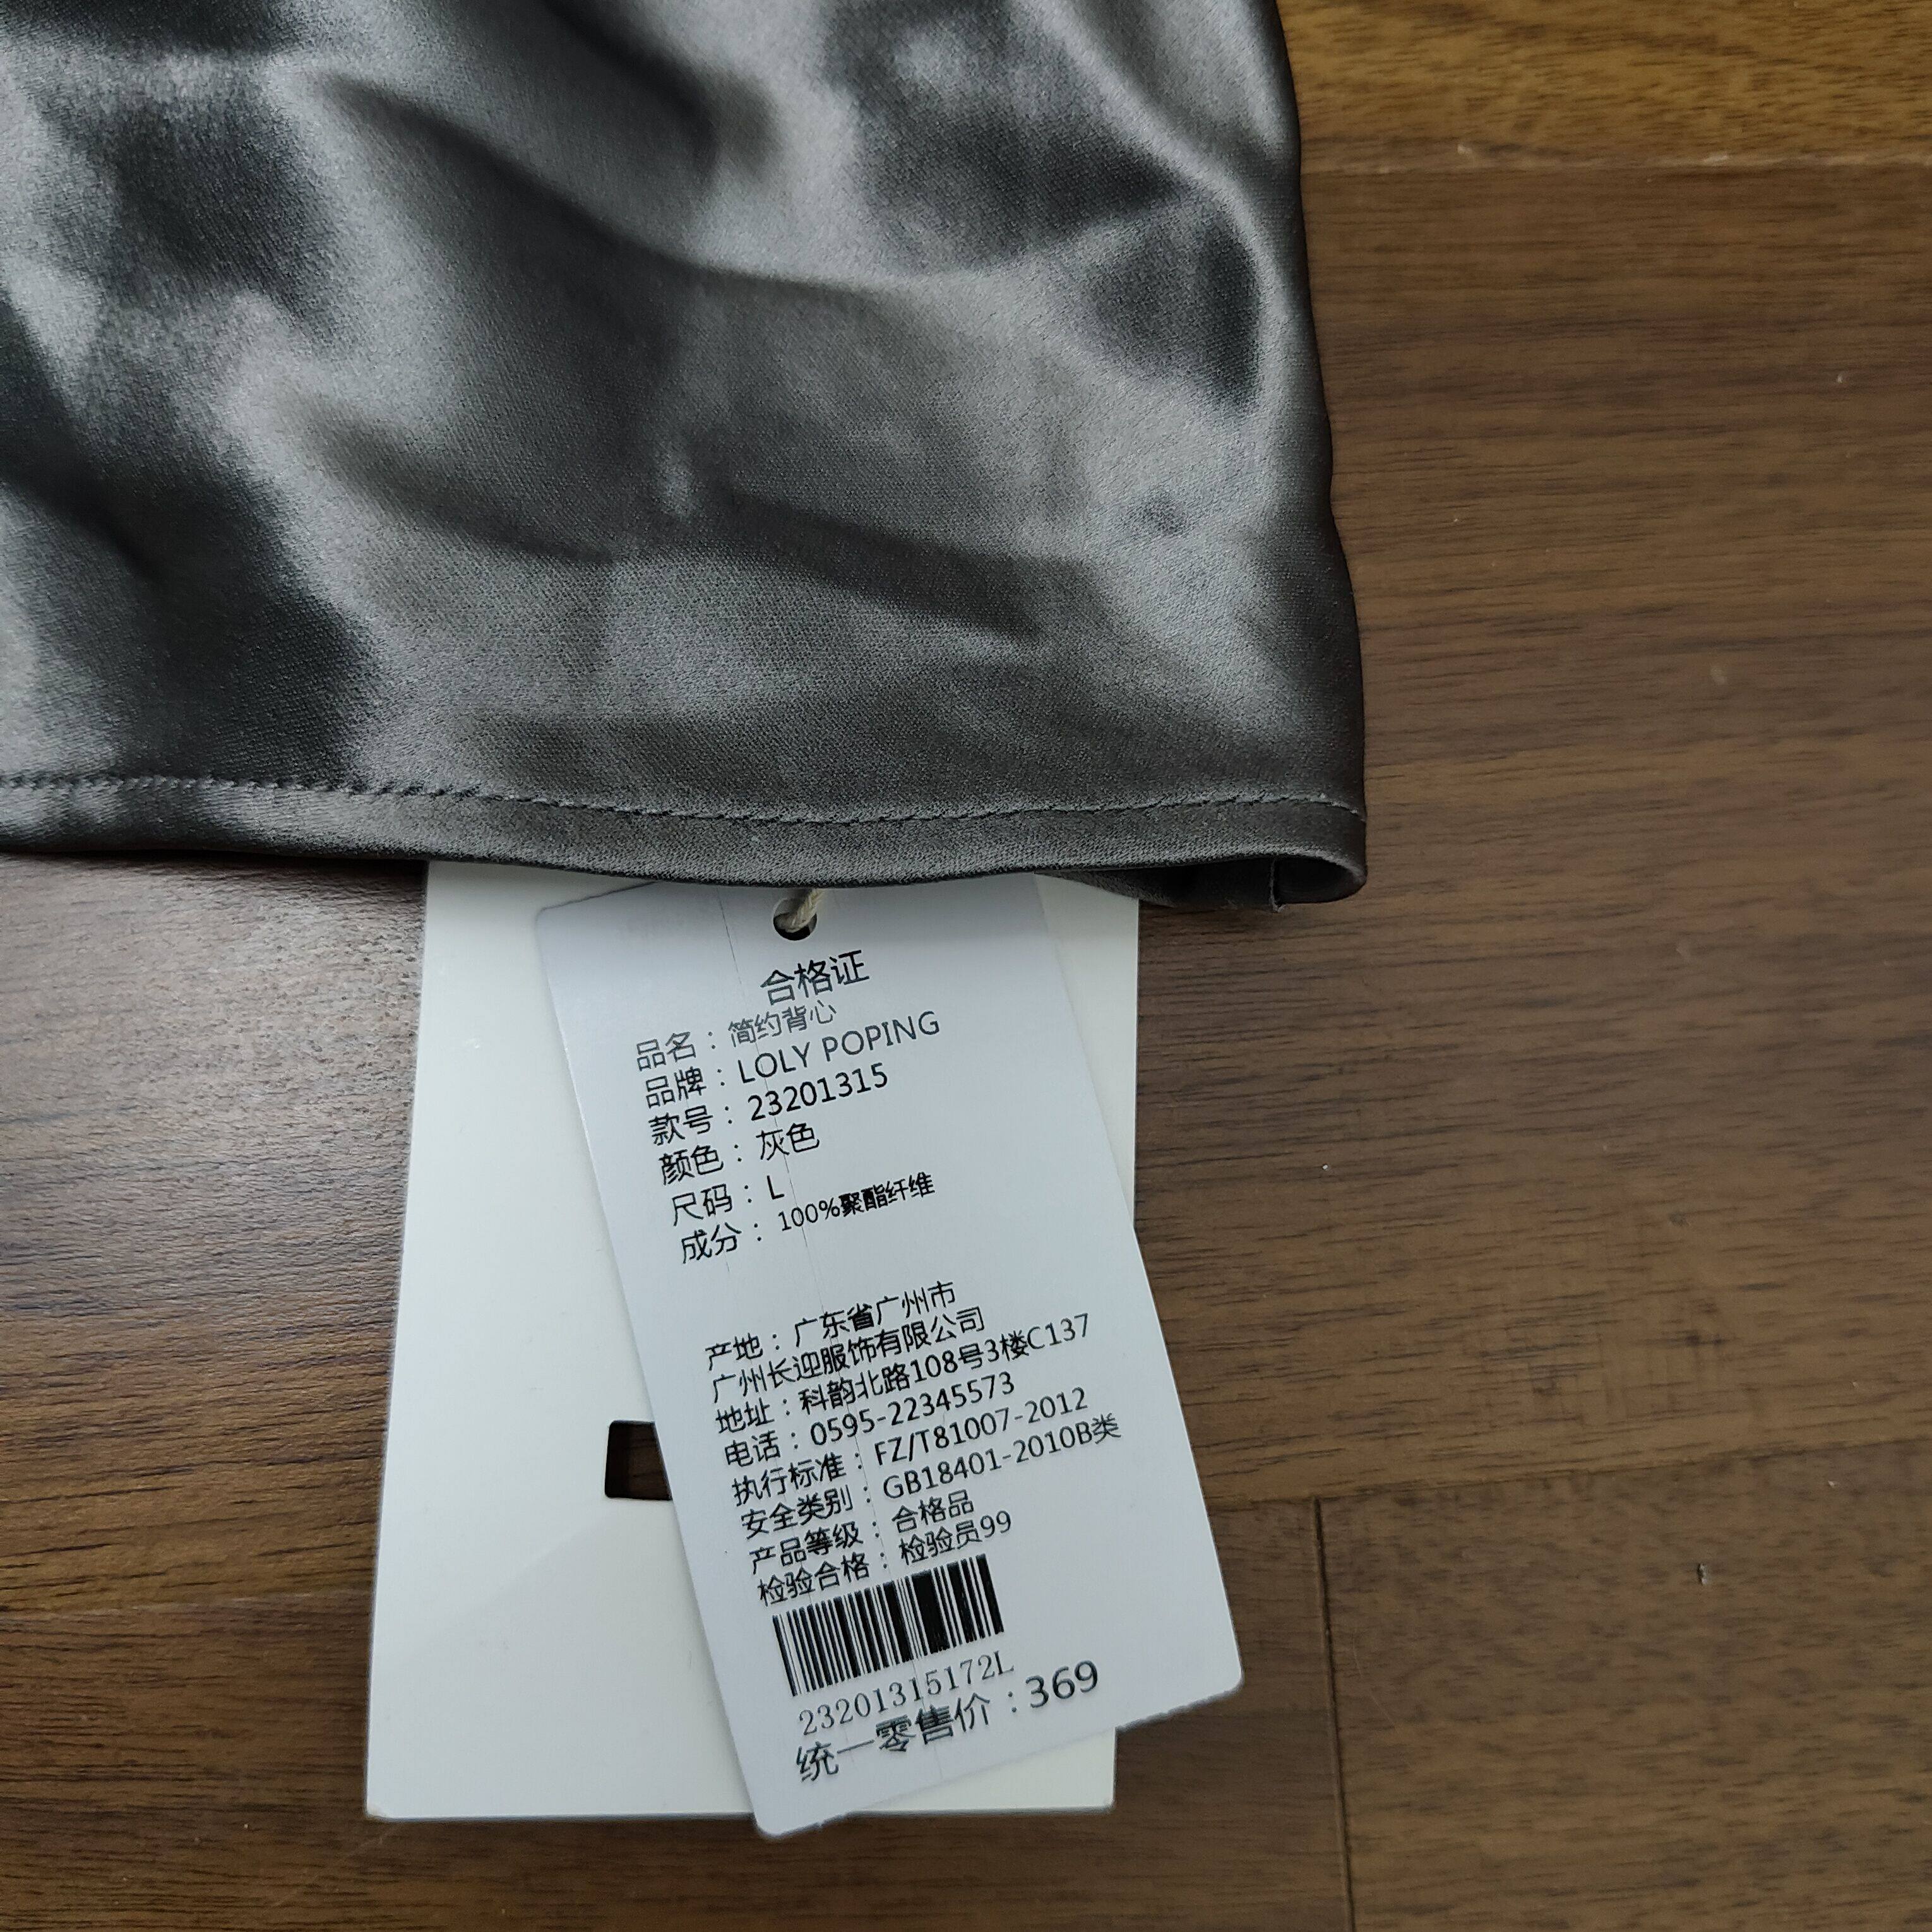 合格证
品名：简约背心
品牌：LOLY POPING
款号：23201315
颜色：灰色
尺码：L
成分：100%聚酯纤维
产地：广东省广州市
广州长迎服饰有限公司
地址：科韵北路108号3楼C137
电话：0595-22345573
执行标准：FZ/T81007-2012
安全类别：GB18401-2010B类
产品等级：合格品
检验合格：检验员99
23201315172L
统一零售价：369